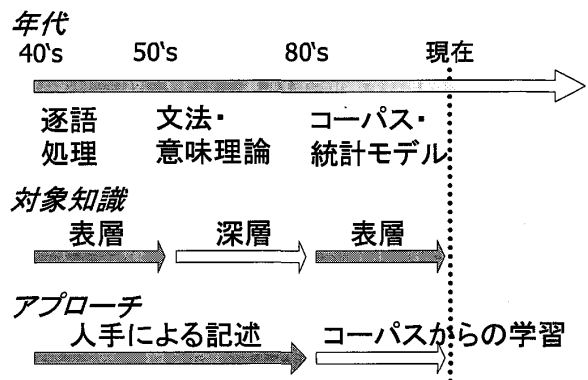 年代
40's 50's 80's 現在
逐語 文法・ コーパス・
処理 意味理論 統計モデル
対象知識
表層 深層 表層
アプローチ
人手による記述 コーパスからの学習